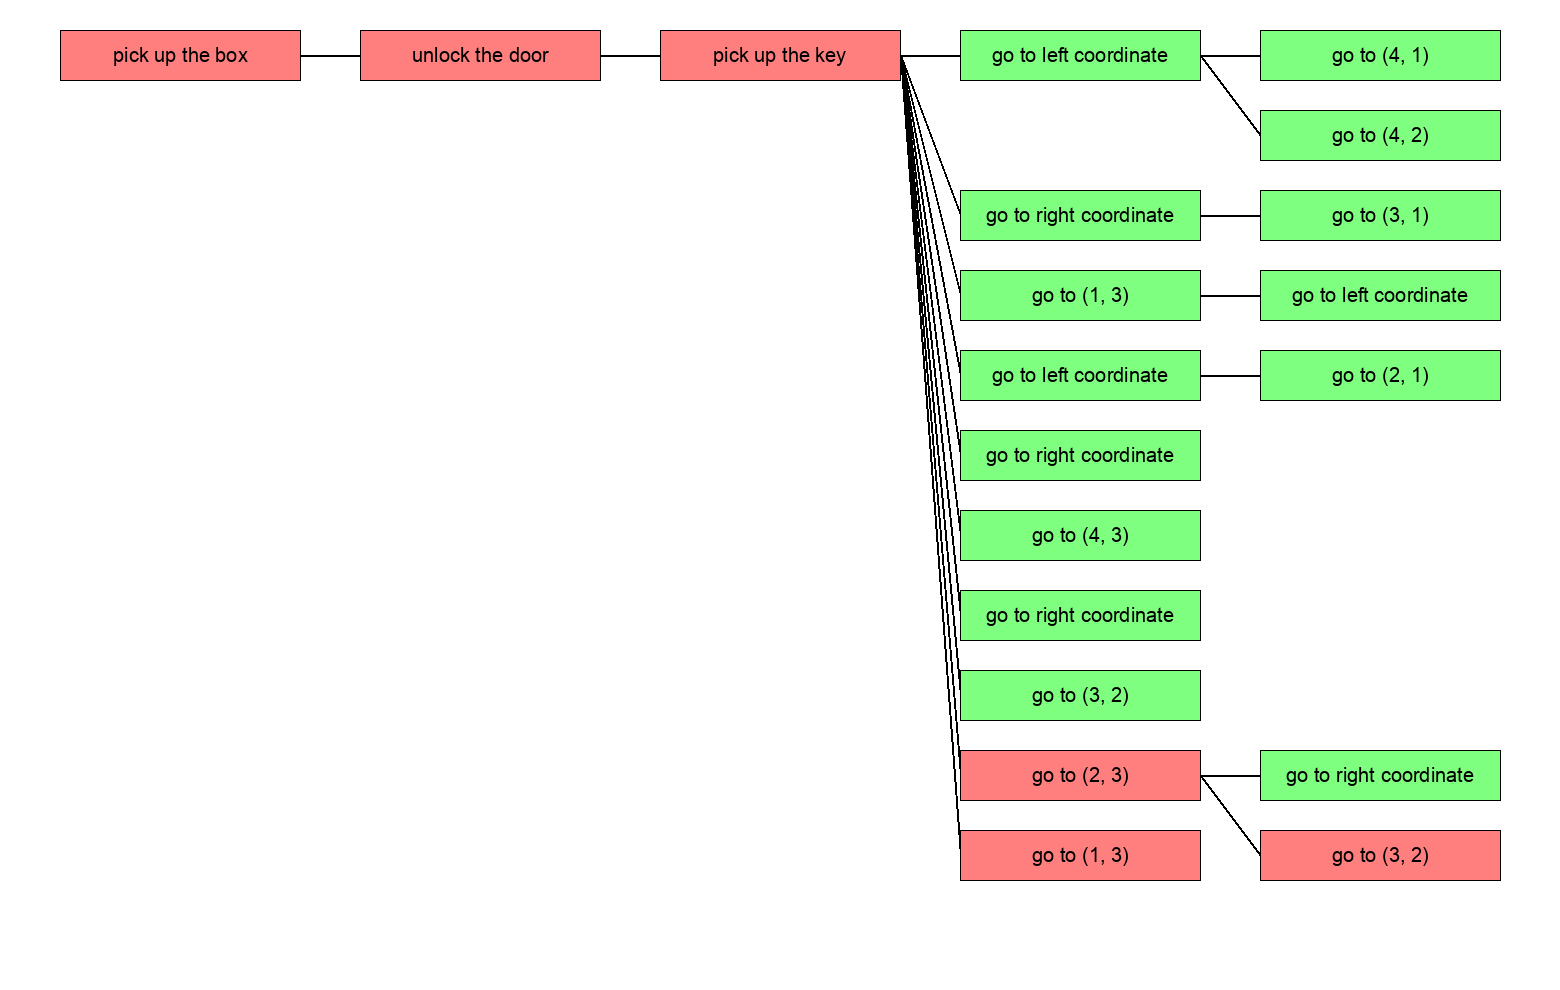 pick up the box
unlock the door
pick up the key
go to left coordinate
go to (4, 1)
go to (4, 2)
go to right coordinate
go to (3, 1)
go to (1, 3)
go to left coordinate
go to left coordinate
go to (2, 1)
go to right coordinate
go to (4, 3)
go to right coordinate
go to (3, 2)
go to (2, 3)
go to right coordinate
go to (1, 3)
go to (3, 2)